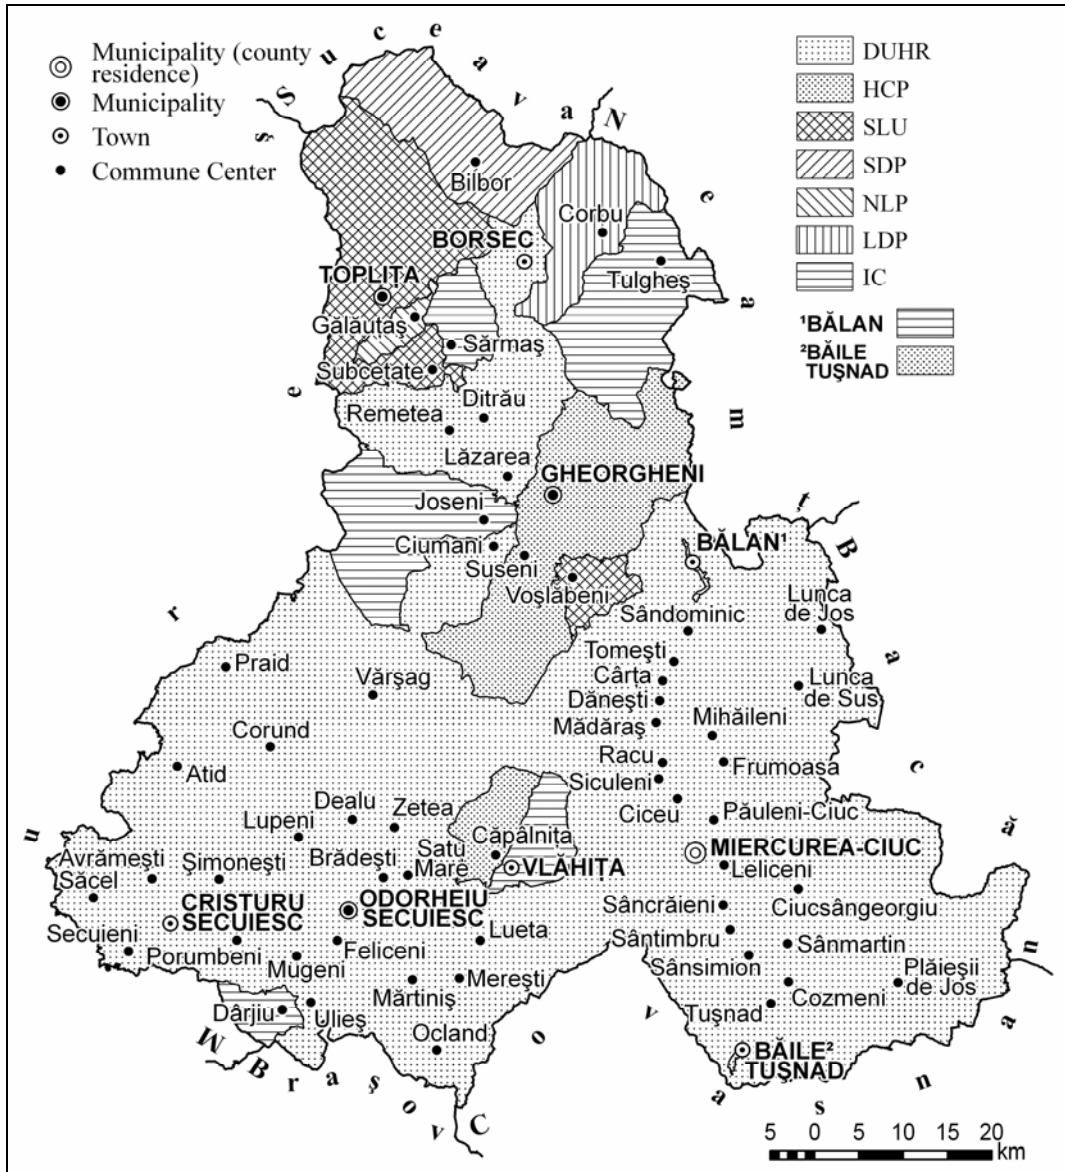 Municipality (county
residence)
Municipality
Town
Commune Center
DUHR
HCP
SLU
SDP
NLP
LDP
IC
¹BĂLAN
²BĂILE
TUŞNAD
Suceava
Neamţ
Bacău
Covasna
Braşov
M
u
r
e
ş
Bilbor
Corbu
BORSEC
TOPLIŢA
Tulgheş
Gălăutaş
Sărmaş
Subcetate
Ditrău
Remetea
Lăzarea
GHEORGHENI
Joseni
Ciumani
Suseni
BĂLAN¹
Voşlăbeni
Lunca
de Jos
Sândominic
Tomeşti
Praid
Cârţa
Lunca
de Sus
Vărşag
Dăneşti
Mădăraş
Mihăileni
Corund
Racu
Frumoasa
Atid
Siculeni
Dealu
Zetea
Ciceu
Păuleni-Ciuc
Lupeni
Căpâlniţa
Satu
Mare
MIERCUREA-CIUC
Avrămeşti
Şimoneşti
Brădeşti
VLĂHIŢA
Leliceni
Săcel
CRISTURU
SECUIESC
ODORHEIU
SECUIESC
Sâncrăieni
Ciucsângeorgiu
Secuieni
Porumbeni
Feliceni
Lueta
Sântimbru
Sânmartin
Mugeni
Mereşti
Sânsimion
Plăieşii
de Jos
Mărtiniş
Cozmeni
Dârjiu
Ulieş
Tuşnad
Ocland
BĂILE²
TUŞNAD
5 0 5 10 15 20
km